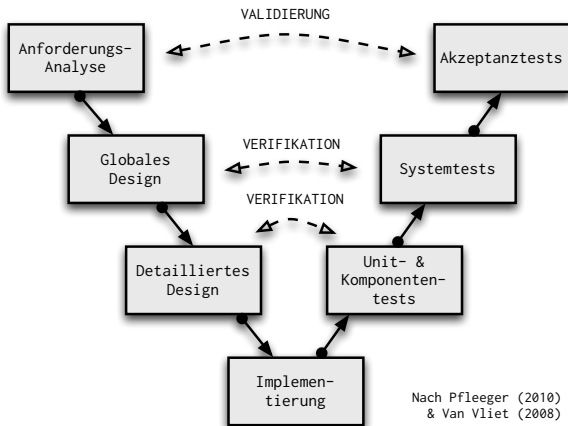 VALIDIERUNG
Anforderungs-
Analyse
Akzeptanztests
VERIFIKATION
Globales
Design
Systemtests
VERIFIKATION
Detailliertes
Design
Unit- &
Komponenten-
tests
Implemen-
tierung
Nach Pfleeger (2010)
& Van Vliet (2008)